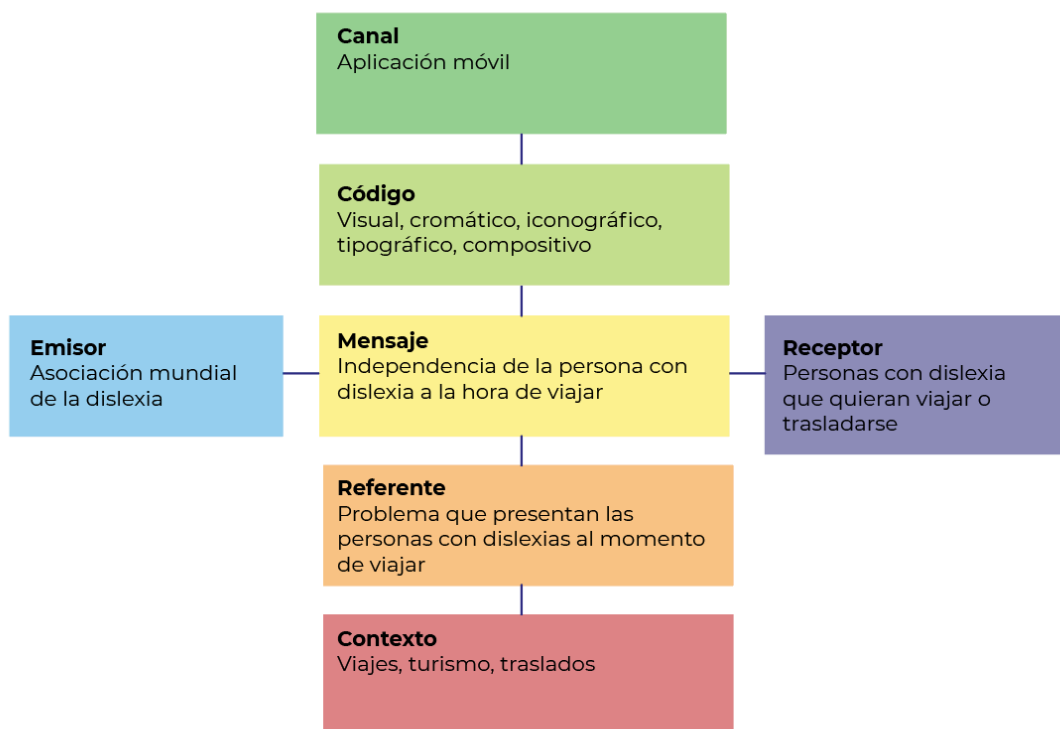 Canal
Aplicación móvil
Código
Visual, cromático, iconográfico,
tipográfico, compositivo
Emisor
Asociación mundial
de la dislexia
Mensaje
Independencia de la persona con
dislexia a la hora de viajar
Receptor
Personas con dislexia
que quieran viajar o
trasladarse
Referente
Problema que presentan las
personas con dislexias al momento
de viajar
Contexto
Viajes, turismo, traslados